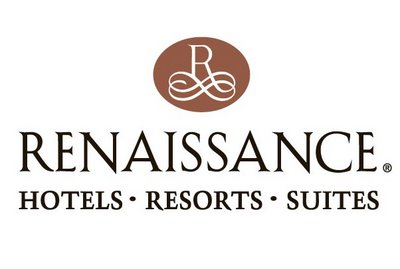 R
RENAISSANCE®
HOTELS · RESORTS · SUITES